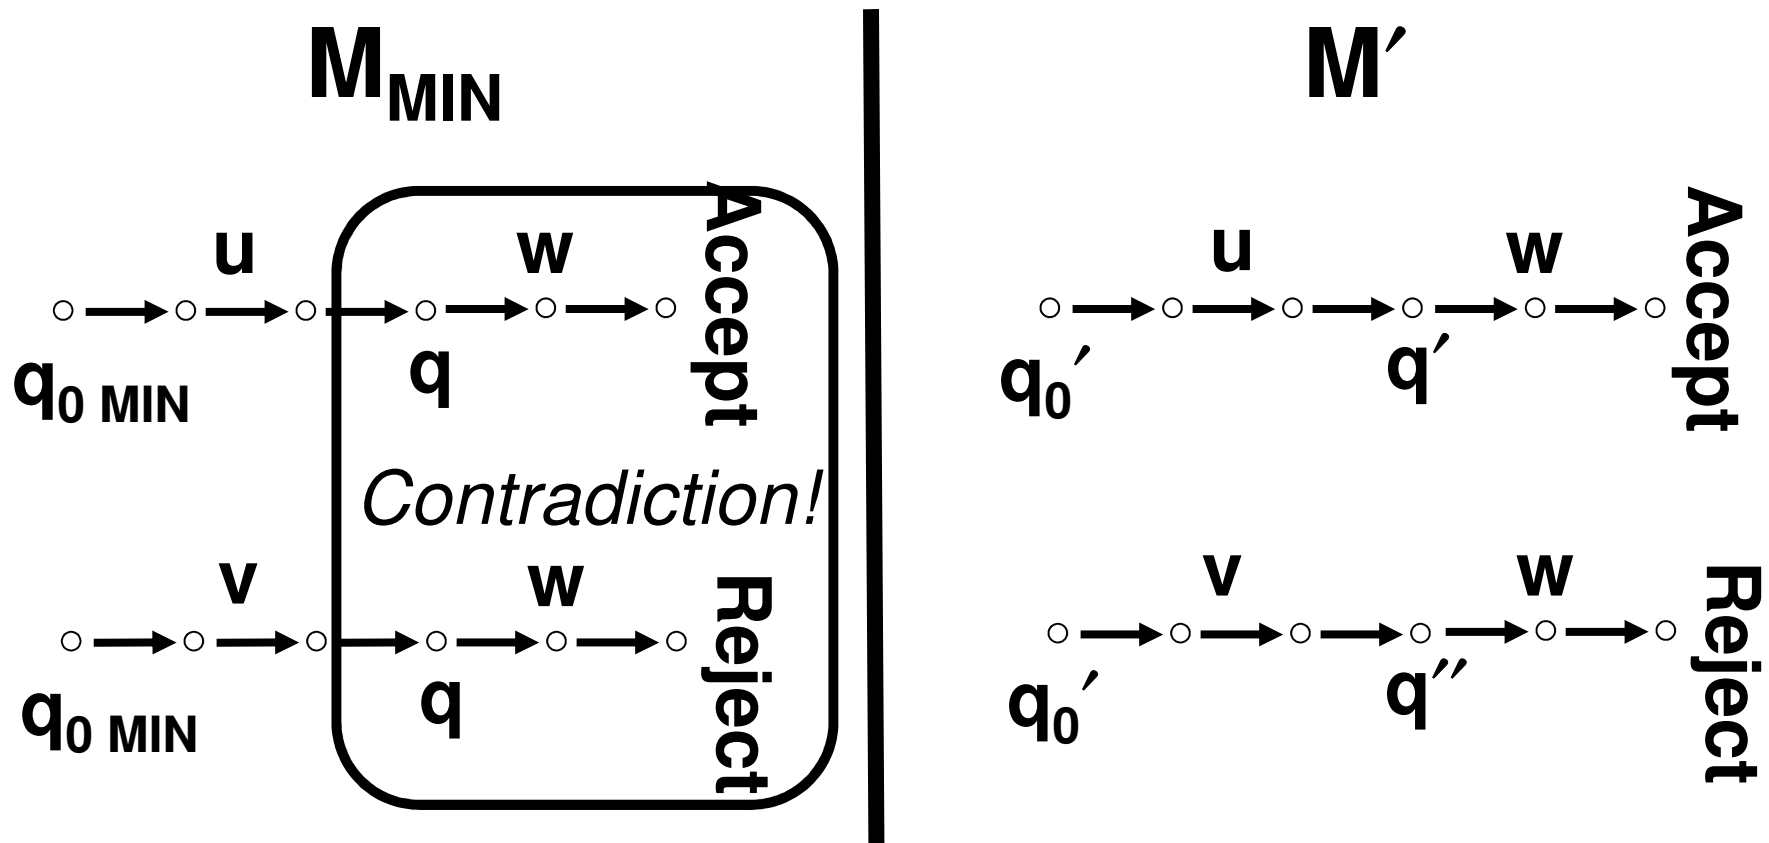 M_MIN
u
w
Accept
q_0 MIN
q
Contradiction!
v
w
Reject
q_0 MIN
q
M′
u
w
Accept
q_0′
q′
v
w
Reject
q_0′
q′′